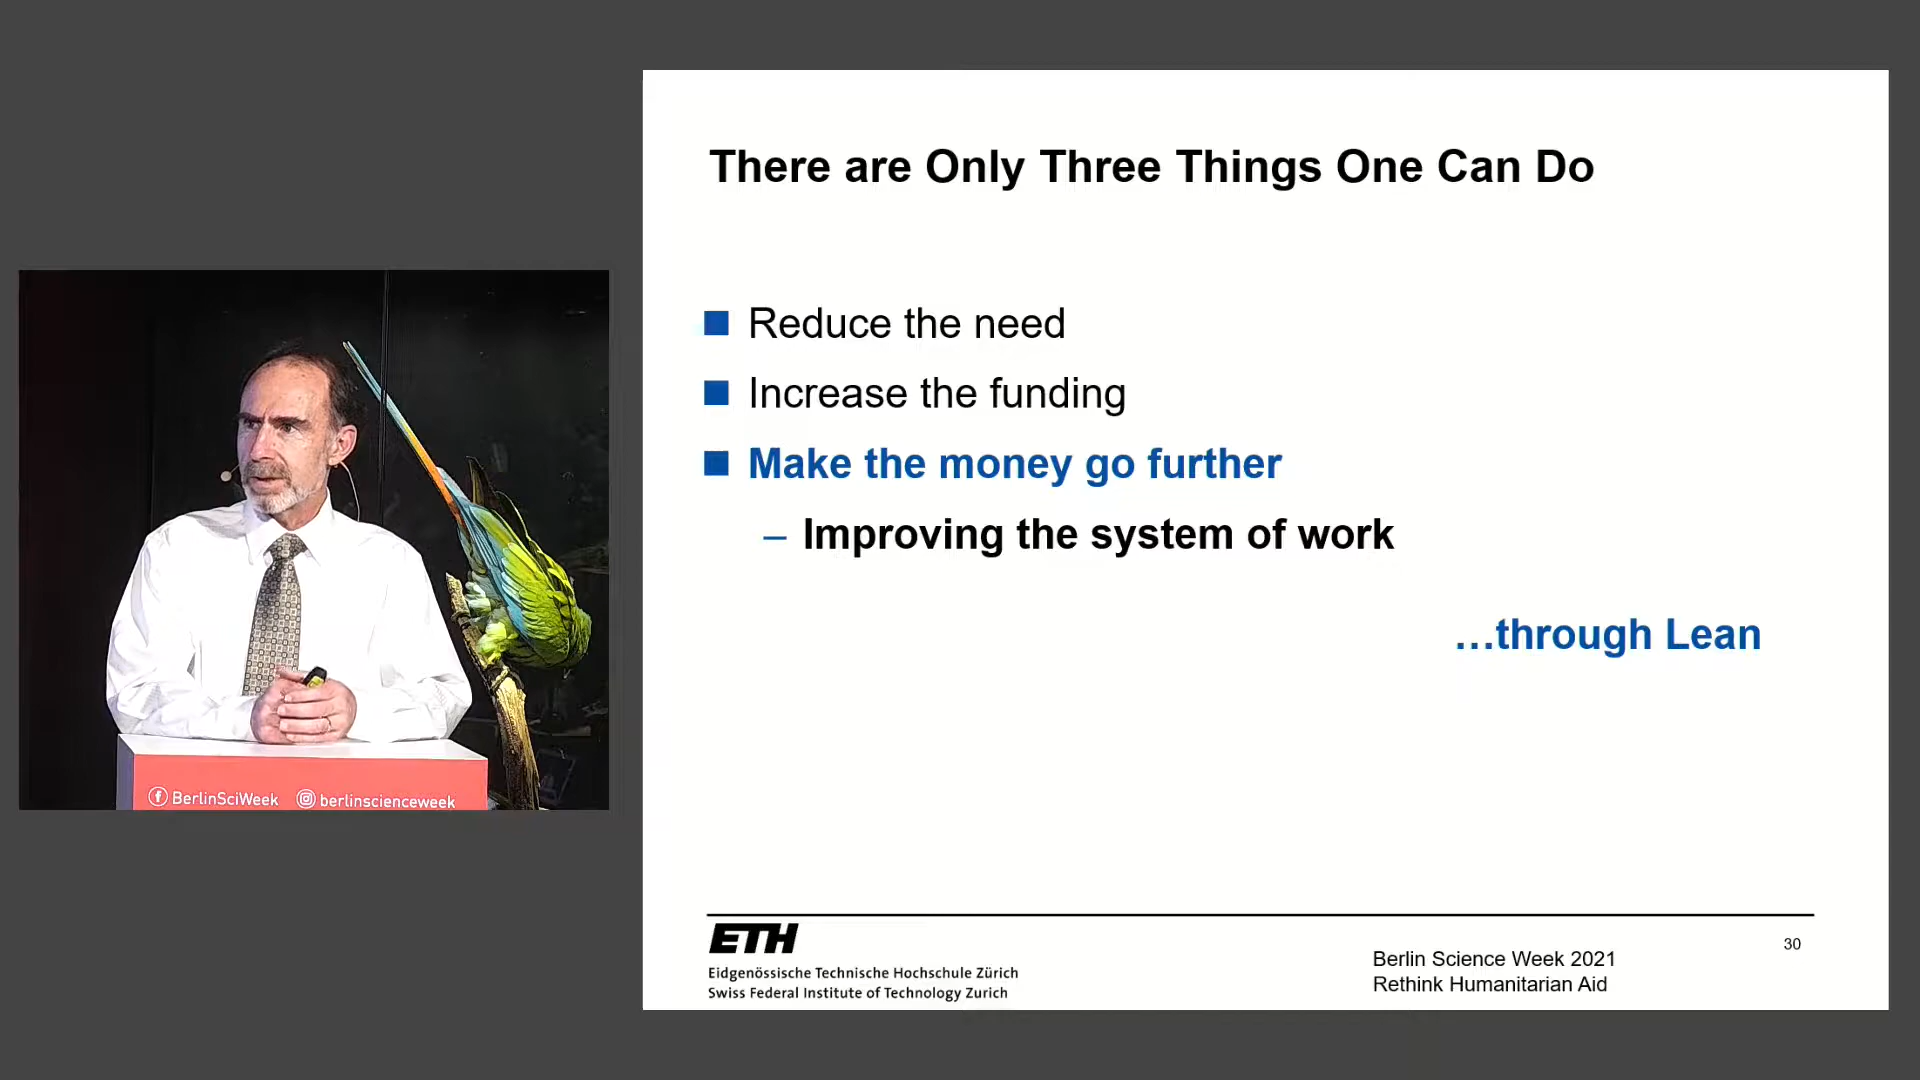 There are Only Three Things One Can Do
Reduce the need
Increase the funding
Make the money go further
– Improving the system of work
…through Lean
BerlinSciWeek berlinscienceweek
ETH
Eidgenössische Technische Hochschule Zürich
Swiss Federal Institute of Technology Zurich
Berlin Science Week 2021
Rethink Humanitarian Aid
30